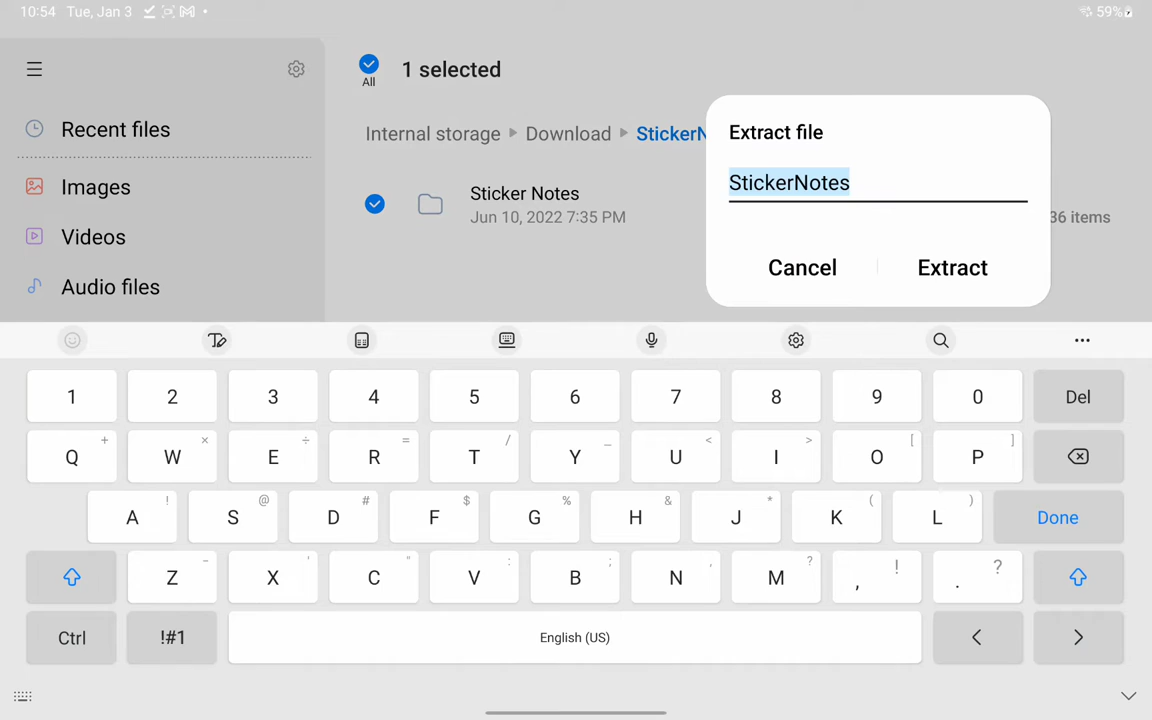 10:54 Tue, Jan 3
59%
All
1 selected
Recent files
Images
Videos
Audio files
Internal storage
Download
StickerN
Sticker Notes
Jun 10, 2022 7:35 PM
36 items
Extract file
StickerNotes
Cancel
Extract
1 2 3 4 5 6 7 8 9 0 Del
+ × ÷ = / _ < > [ ]
Q W E R T Y U I O P
! @ # $ % & * ( )
A S D F G H J K L Done
- ' " : ; , ? ! ?
Z X C V B N M , .
Ctrl !#1 English (US) < >